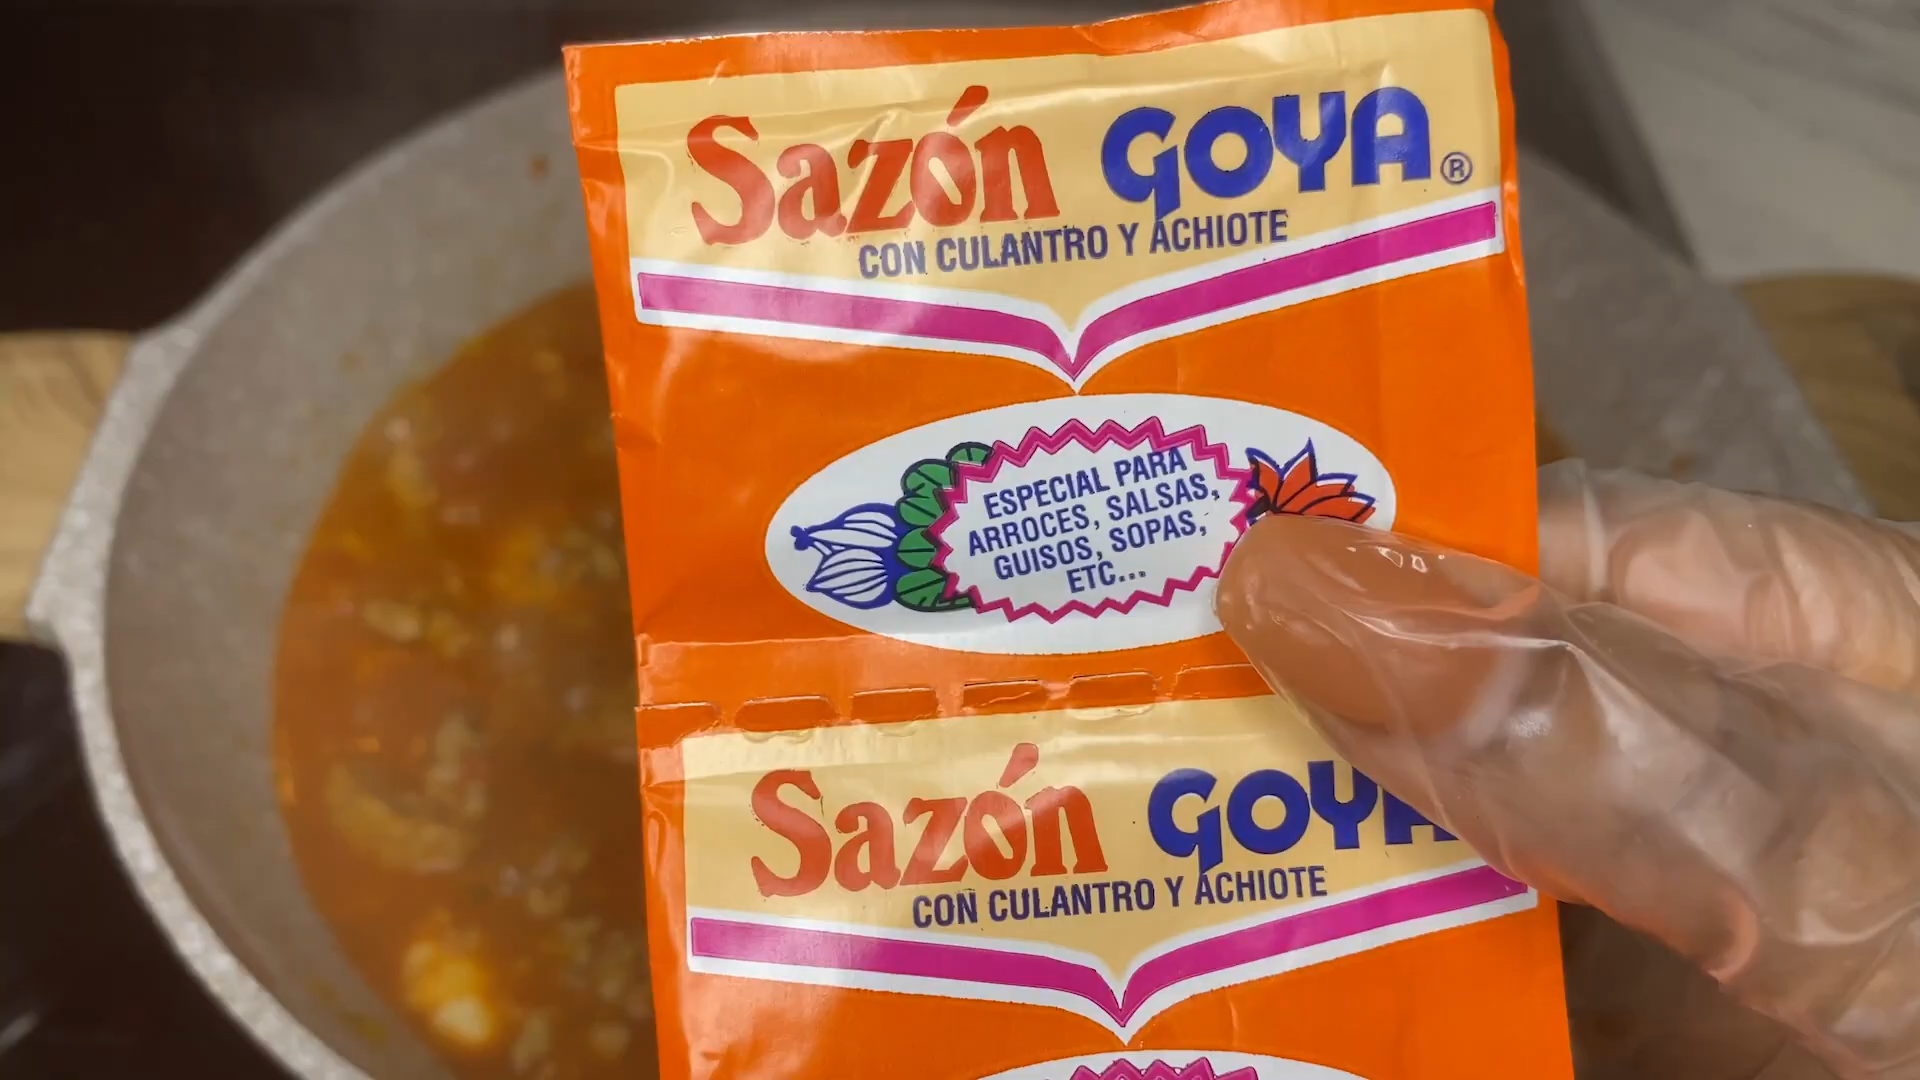 Sazón GOYA®
CON CULANTRO Y ACHIOTE
ESPECIAL PARA
ARROCES, SALSAS,
GUISOS, SOPAS,
ETC...
Sazón GOYA
CON CULANTRO Y ACHIOTE